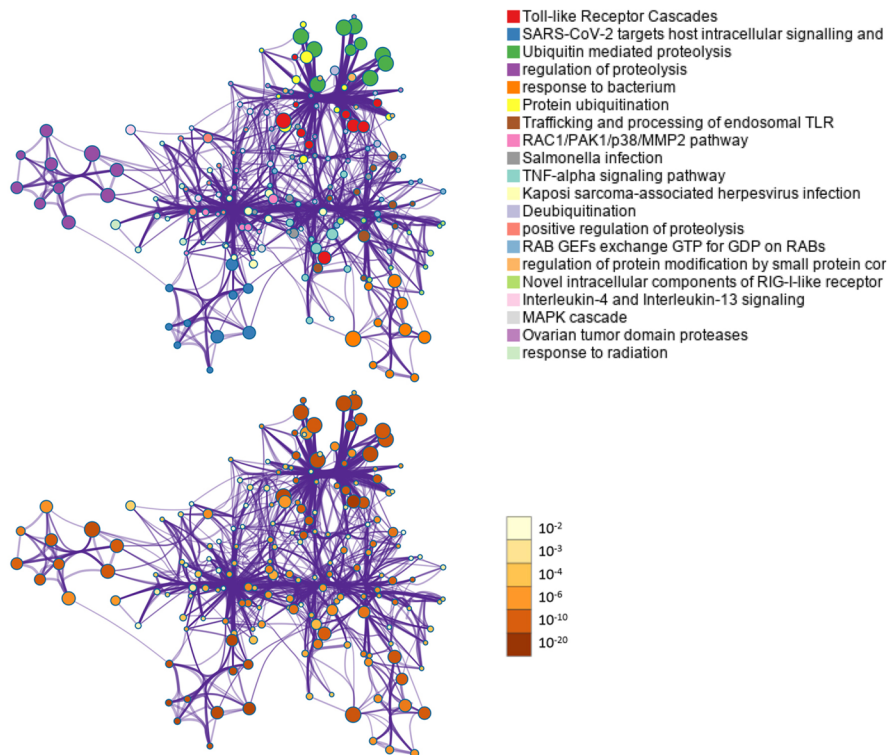 Toll-like Receptor Cascades
SARS-CoV-2 targets host intracellular signalling and
Ubiquitin mediated proteolysis
regulation of proteolysis
response to bacterium
Protein ubiquitination
Trafficking and processing of endosomal TLR
RAC1/PAK1/p38/MMP2 pathway
Salmonella infection
TNF-alpha signaling pathway
Kaposi sarcoma-associated herpesvirus infection
Deubiquitination
positive regulation of proteolysis
RAB GEFs exchange GTP for GDP on RABs
regulation of protein modification by small protein cor
Novel intracellular components of RIG-I-like receptor
Interleukin-4 and Interleukin-13 signaling
MAPK cascade
Ovarian tumor domain proteases
response to radiation
10⁻²
10⁻³
10⁻⁴
10⁻⁶
10⁻¹⁰
10⁻²⁰